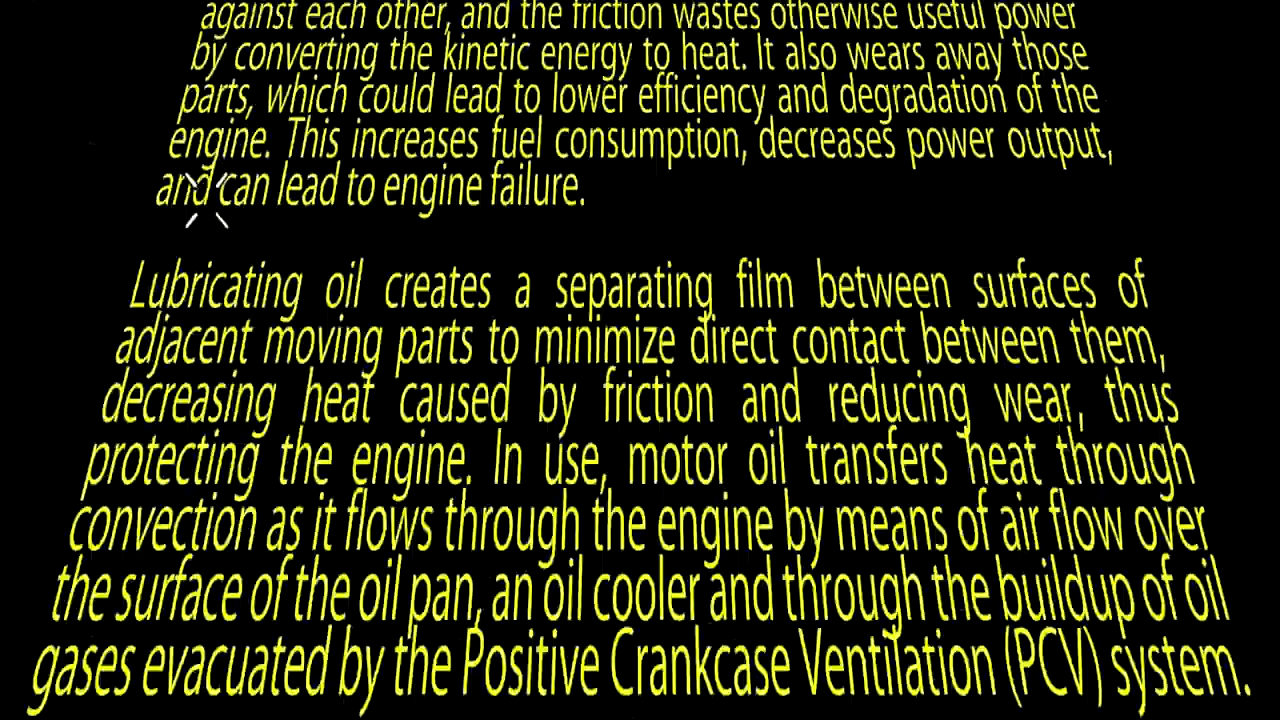 against each other, and the friction wastes otherwise useful power
by converting the kinetic energy to heat. It also wears away those
parts, which could lead to lower efficiency and degradation of the
engine. This increases fuel consumption, decreases power output,
and can lead to engine failure.
Lubricating oil creates a separating film between surfaces of
adjacent moving parts to minimize direct contact between them,
decreasing heat caused by friction and reducing wear, thus
protecting the engine. In use, motor oil transfers heat through
convection as it flows through the engine by means of air flow over
the surface of the oil pan, an oil cooler and through the buildup of oil
gases evacuated by the Positive Crankcase Ventilation (PCV) system.